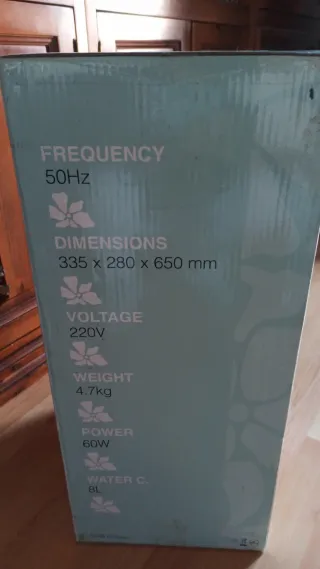 FREQUENCY
50Hz
DIMENSIONS
335 x 280 x 650 mm
VOLTAGE
220V
WEIGHT
4.7kg
POWER
60W
WATER C.
8L